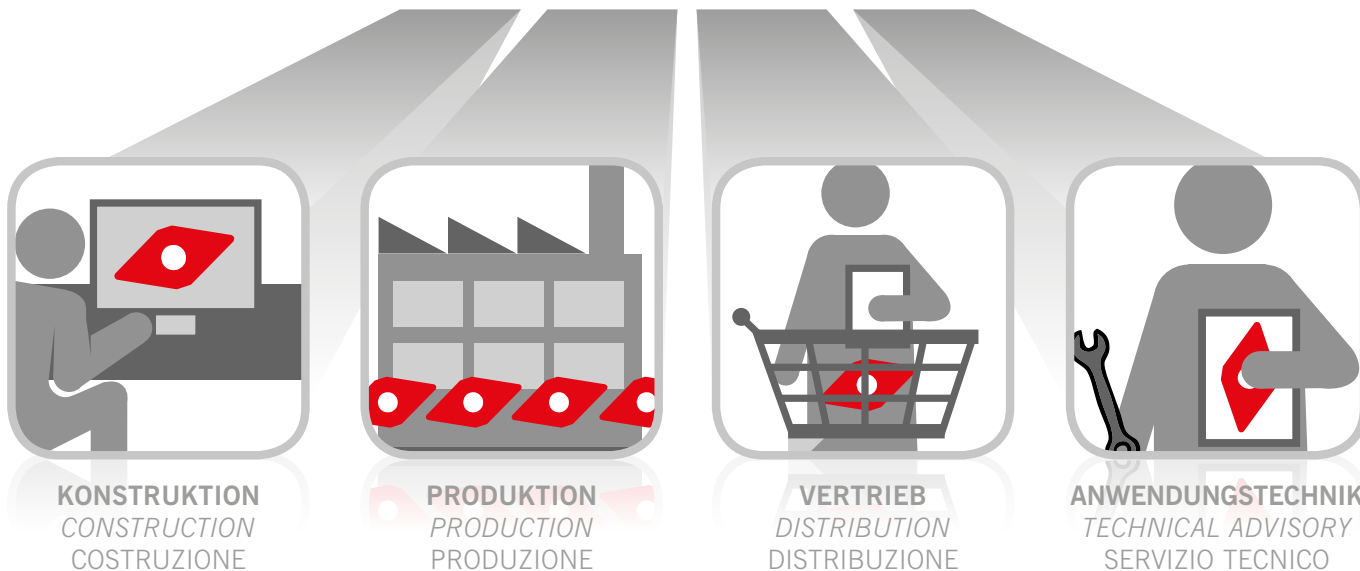 KONSTRUKTION
CONSTRUCTION
COSTRUZIONE
PRODUKTION
PRODUCTION
PRODUZIONE
VERTRIEB
DISTRIBUTION
DISTRIBUZIONE
ANWENDUNGSTECHNIK
TECHNICAL ADVISORY
SERVIZIO TECNICO